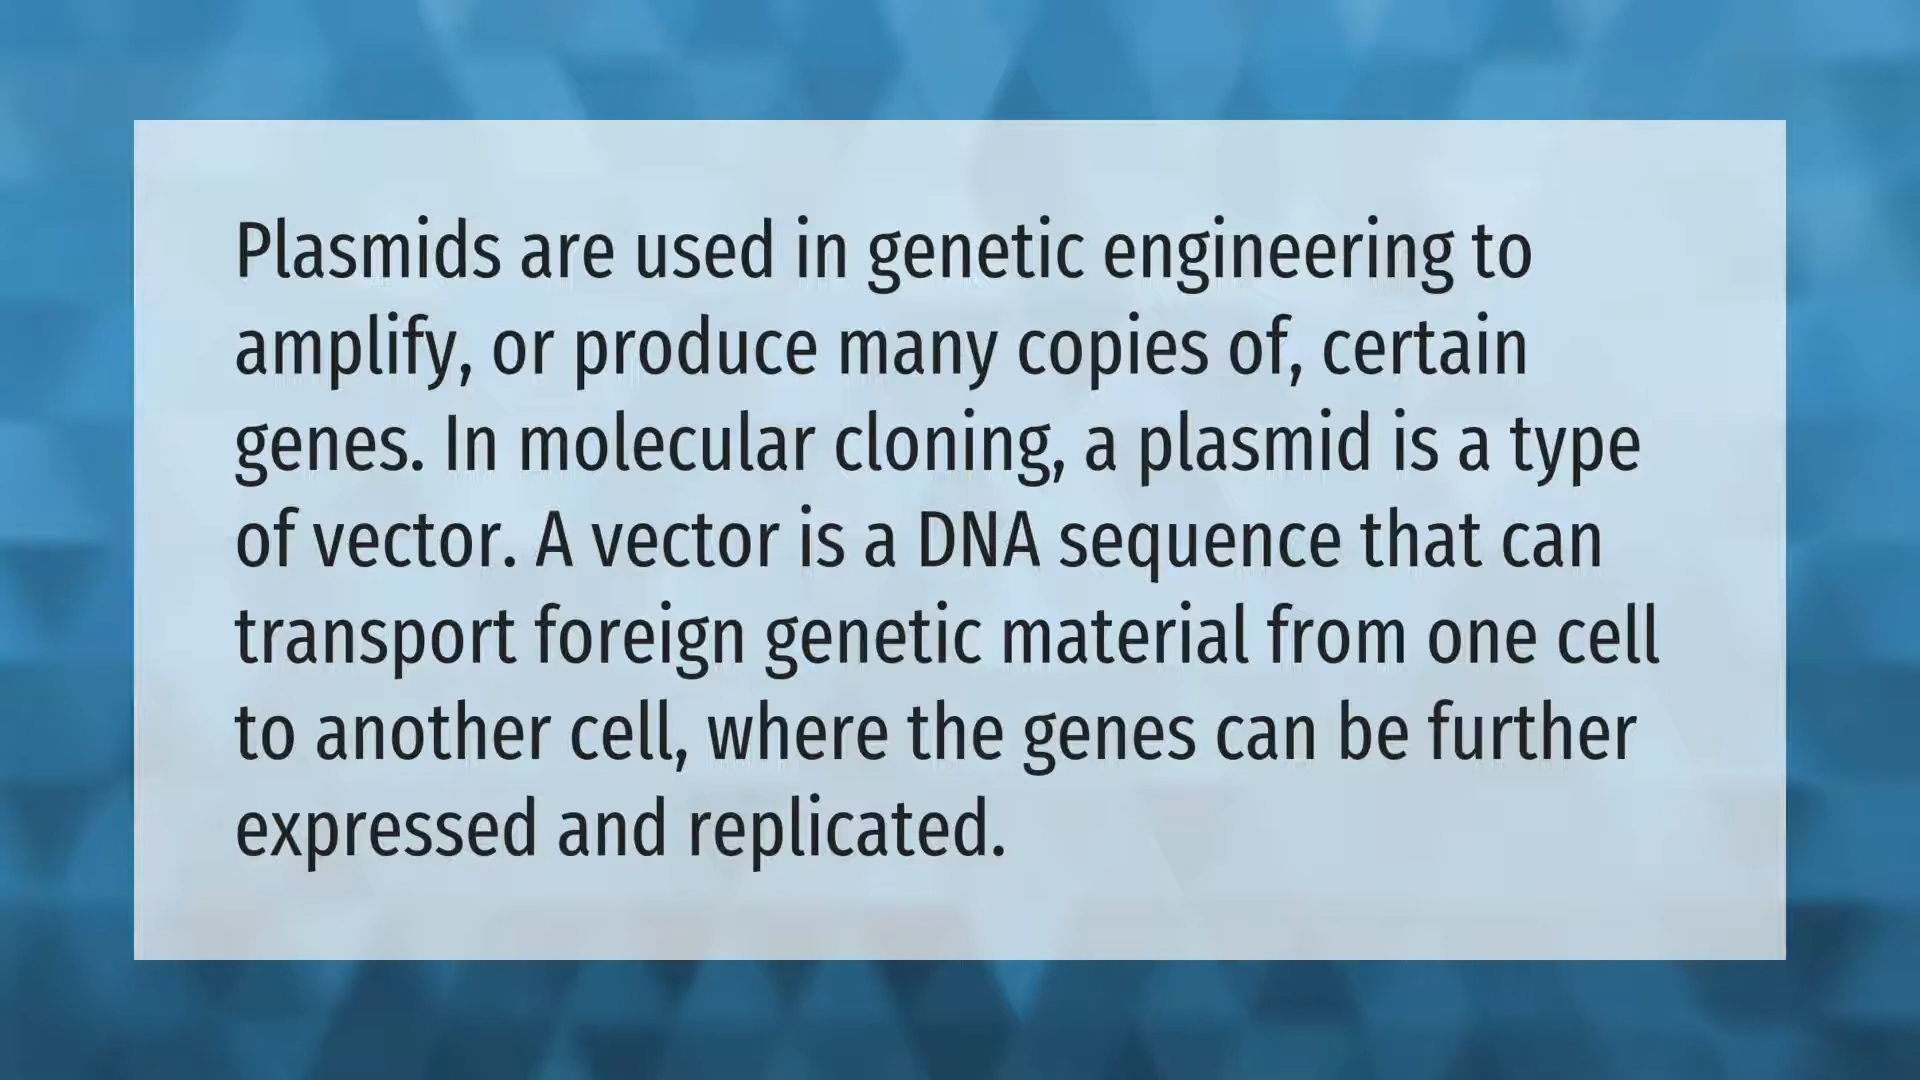 Plasmids are used in genetic engineering to
amplify, or produce many copies of, certain
genes. In molecular cloning, a plasmid is a type
of vector. A vector is a DNA sequence that can
transport foreign genetic material from one cell
to another cell, where the genes can be further
expressed and replicated.